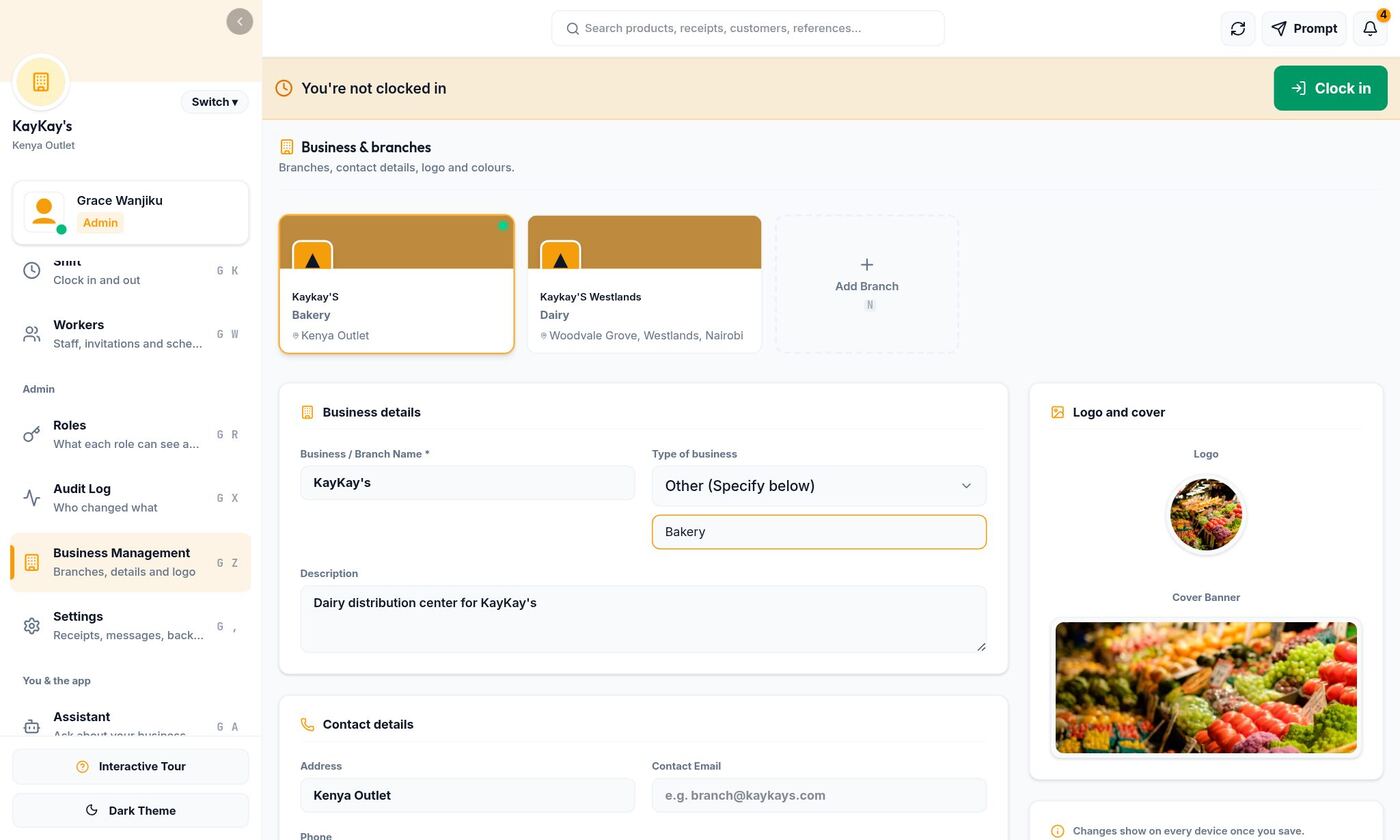 Search products, receipts, customers, references...
Prompt
4
Switch ▾
KayKay's
Kenya Outlet
Grace Wanjiku
Admin
Shift
Clock in and out
G K
Workers
Staff, invitations and sche...
G W
Admin
Roles
What each role can see a...
G R
Audit Log
Who changed what
G X
Business Management
Branches, details and logo
G Z
Settings
Receipts, messages, back...
G ,
You & the app
Assistant
Ask about your business
G A
Interactive Tour
Dark Theme
You're not clocked in
Clock in
Business & branches
Branches, contact details, logo and colours.
Kaykay'S
Bakery
Kenya Outlet
Kaykay'S Westlands
Dairy
Woodvale Grove, Westlands, Nairobi
Add Branch
N
Business details
Business / Branch Name *
KayKay's
Type of business
Other (Specify below)
Bakery
Description
Dairy distribution center for KayKay's
Contact details
Address
Kenya Outlet
Contact Email
e.g. branch@kaykays.com
Phone
Logo and cover
Logo
Cover Banner
Changes show on every device once you save.